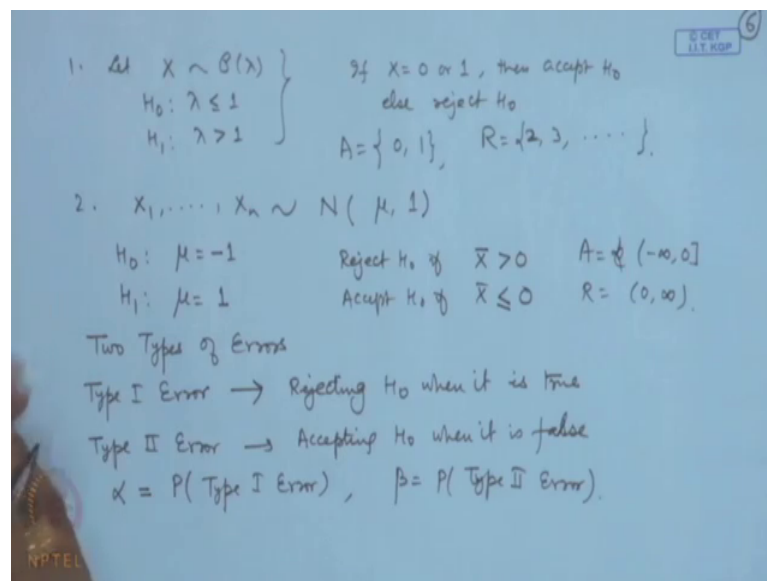 6
© CET
I.I.T. KGP
1. Let X ~ P(λ)
H₀: λ ≤ 1
H₁: λ > 1
If X = 0 or 1, then accept H₀
else reject H₀
A = { 0, 1 }, R = {2, 3, ..... }.
2. X₁, ....., Xₙ ~ N( μ, 1)
H₀: μ = -1 Reject H₀ if X̄ > 0 A = (-∞, 0]
H₁: μ = 1 Accept H₀ if X̄ ≤ 0 R = (0, ∞).
Two Types of Errors
Type I Error → Rejecting H₀ when it is true
Type II Error → Accepting H₀ when it is false
α = P( Type I Error), β = P( Type II Error).
NPTEL